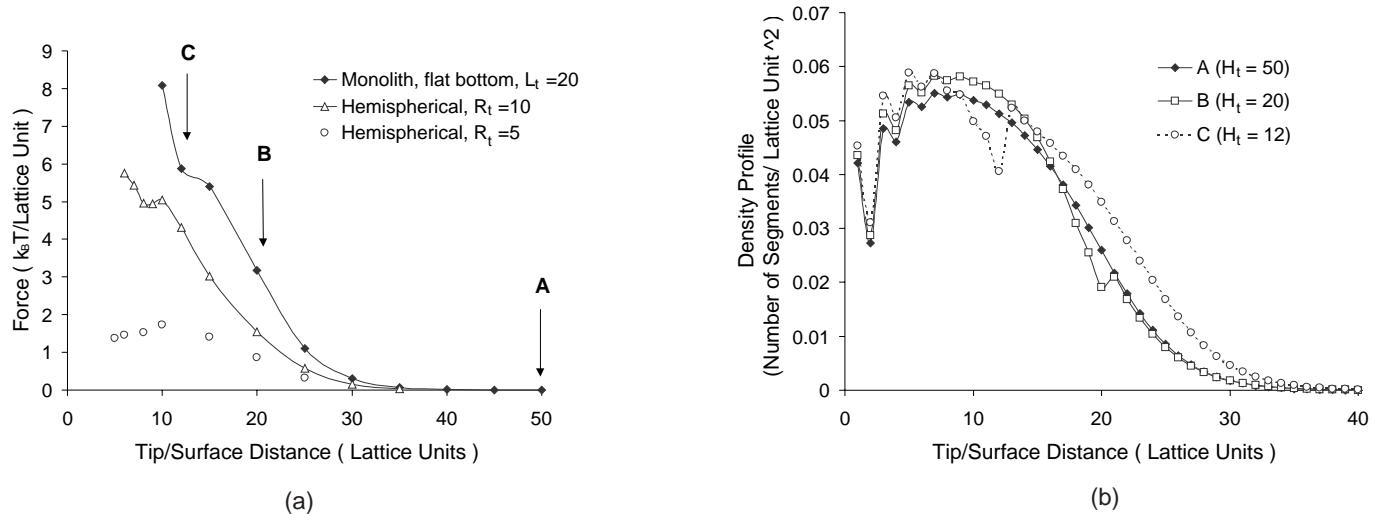 9
8
7
6
5
4
3
2
1
0
0 10 20 30 40 50
Force ( kBT/Lattice Unit )
Tip/Surface Distance ( Lattice Units )
C
B
A
Monolith, flat bottom, Lt =20
Hemispherical, Rt =10
Hemispherical, Rt =5
(a)
0.07
0.06
0.05
0.04
0.03
0.02
0.01
0
0 10 20 30 40
Density Profile
(Number of Segments/ Lattice Unit ^2 )
Tip/Surface Distance ( Lattice Units )
A (Ht = 50)
B (Ht = 20)
C (Ht = 12)
(b)